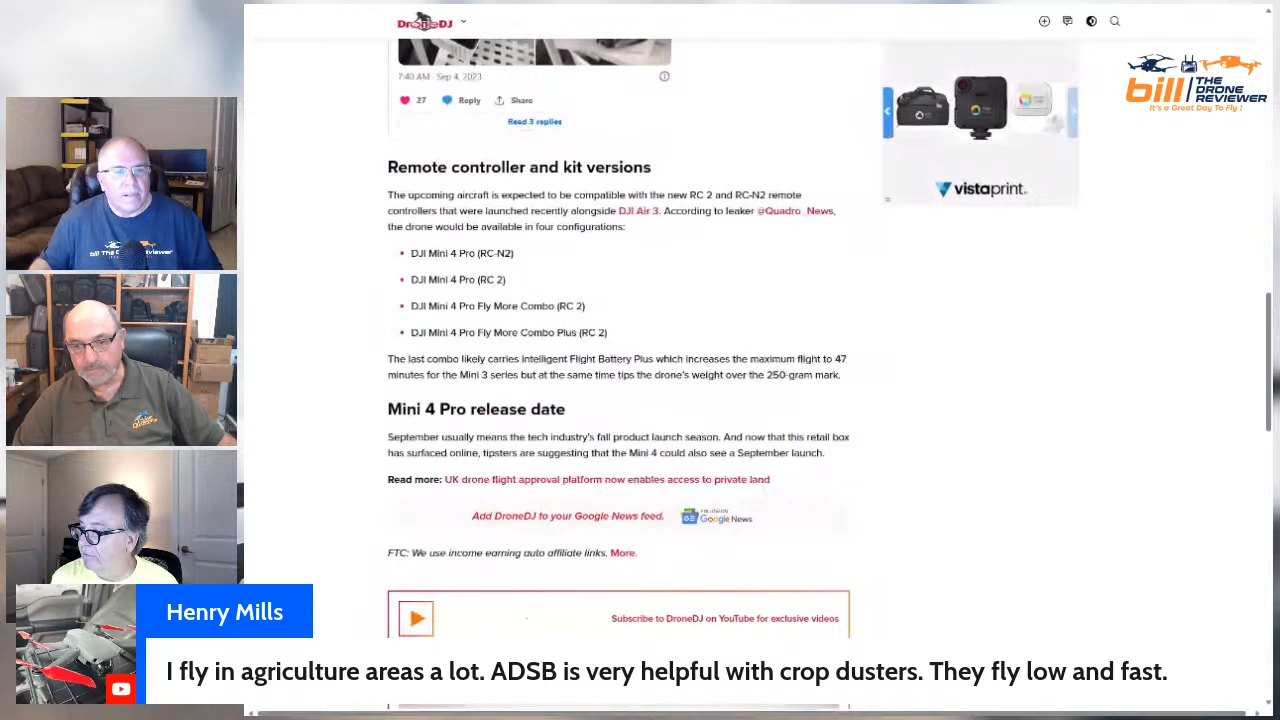 DroneDJ
7:40 AM · Sep 4, 2023
27 Reply Share
Read 3 replies
Remote controller and kit versions
The upcoming aircraft is expected to be compatible with the new RC 2 and RC-N2 remote
controllers that were launched recently alongside DJI Air 3. According to leaker @Quadro_News,
the drone would be available in four configurations:
• DJI Mini 4 Pro (RC-N2)
• DJI Mini 4 Pro (RC 2)
• DJI Mini 4 Pro Fly More Combo (RC 2)
• DJI Mini 4 Pro Fly More Combo Plus (RC 2)
The last combo likely carries Intelligent Flight Battery Plus which increases the maximum flight to 47
minutes for the Mini 3 series but at the same time tips the drone's weight over the 250-gram mark.
Mini 4 Pro release date
September usually means the tech industry's fall product launch season. And now that this retail box
has surfaced online, tipsters are suggesting that the Mini 4 could also see a September launch.
Read more: UK drone flight approval platform now enables access to private land
Add DroneDJ to your Google News feed.
Google News
FTC: We use income earning auto affiliate links. More.
Subscribe to DroneDJ on YouTube for exclusive videos
vistaprint.
bill THE DRONE REVIEWER
It's a Great Day To Fly !
bill The Drone Reviewer
Henry Mills
I fly in agriculture areas a lot. ADSB is very helpful with crop dusters. They fly low and fast.